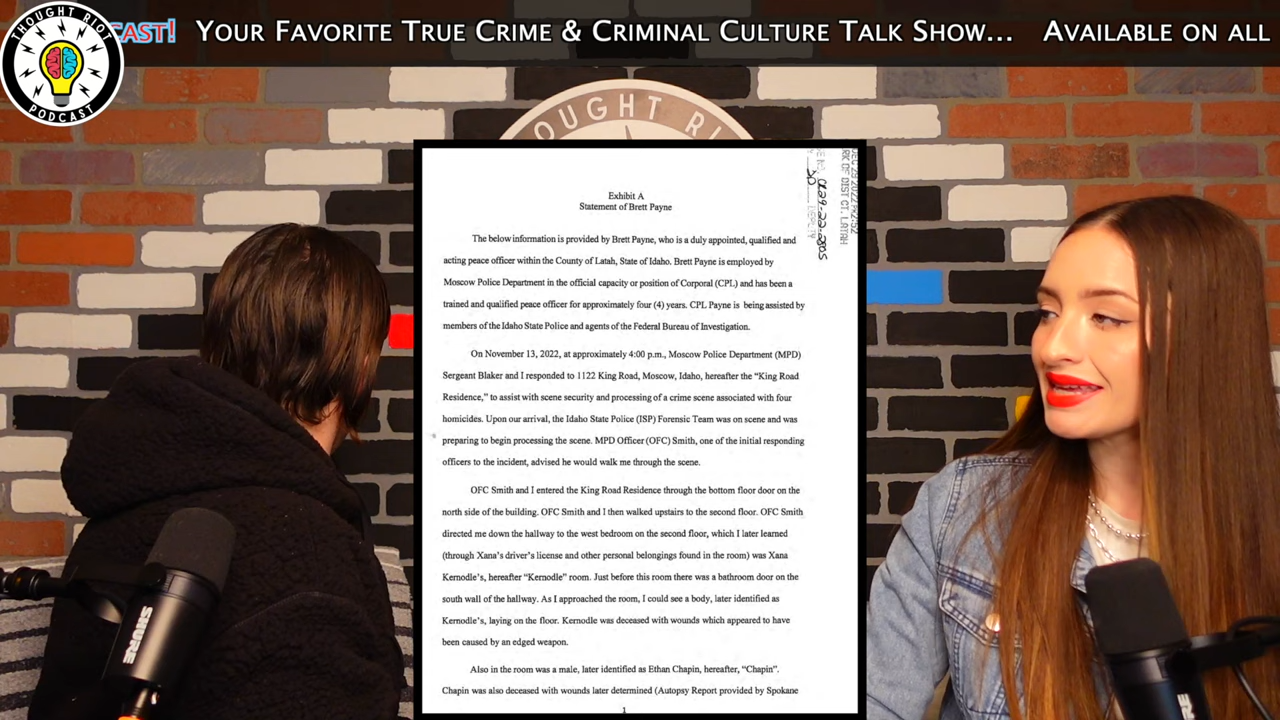 THOUGHT RIOT
PODCAST
CAST!
YOUR FAVORITE TRUE CRIME & CRIMINAL CULTURE TALK SHOW... AVAILABLE ON ALL
OUGHT RI
DEC 29 2022 PM2:52
RK OF DIST CT. LATAH
CR29-22-2805
DEPUTY
Exhibit A
Statement of Brett Payne
The below information is provided by Brett Payne, who is a duly appointed, qualified and
acting peace officer within the County of Latah, State of Idaho. Brett Payne is employed by
Moscow Police Department in the official capacity or position of Corporal (CPL) and has been a
trained and qualified peace officer for approximately four (4) years. CPL Payne is being assisted by
members of the Idaho State Police and agents of the Federal Bureau of Investigation.
On November 13, 2022, at approximately 4:00 p.m., Moscow Police Department (MPD)
Sergeant Blaker and I responded to 1122 King Road, Moscow, Idaho, hereafter the “King Road
Residence,” to assist with scene security and processing of a crime scene associated with four
homicides. Upon our arrival, the Idaho State Police (ISP) Forensic Team was on scene and was
preparing to begin processing the scene. MPD Officer (OFC) Smith, one of the initial responding
officers to the incident, advised he would walk me through the scene.
OFC Smith and I entered the King Road Residence through the bottom floor door on the
north side of the building. OFC Smith and I then walked upstairs to the second floor. OFC Smith
directed me down the hallway to the west bedroom on the second floor, which I later learned
(through Xana’s driver’s license and other personal belongings found in the room) was Xana
Kernodle’s, hereafter “Kernodle” room. Just before this room there was a bathroom door on the
south wall of the hallway. As I approached the room, I could see a body, later identified as
Kernodle’s, laying on the floor. Kernodle was deceased with wounds which appeared to have
been caused by an edged weapon.
Also in the room was a male, later identified as Ethan Chapin, hereafter, “Chapin”.
Chapin was also deceased with wounds later determined (Autopsy Report provided by Spokane
1
SHURE